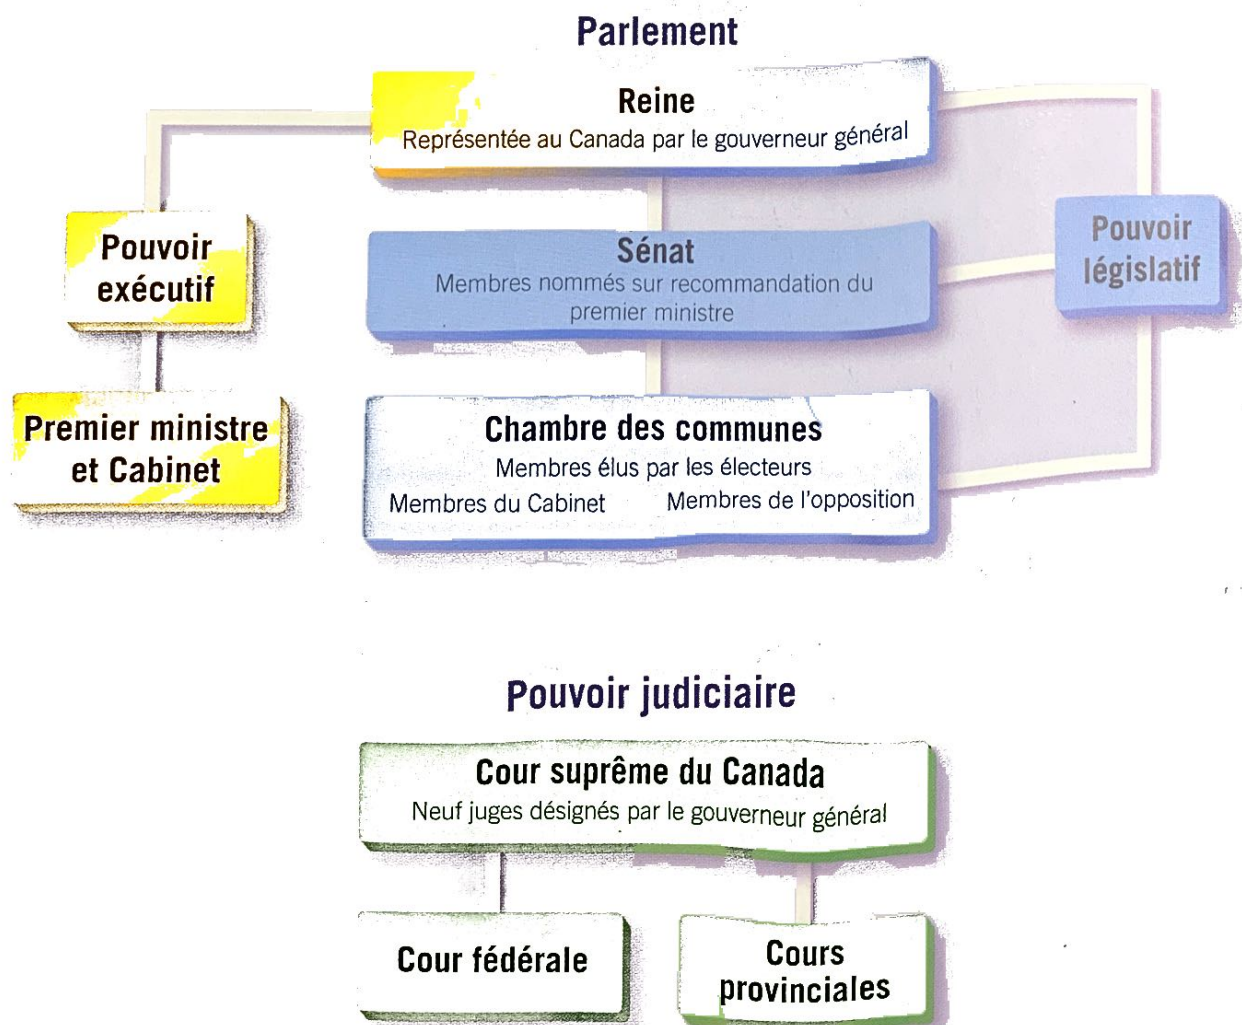 Parlement
Reine
Représentée au Canada par le gouverneur général
Pouvoir
exécutif
Sénat
Membres nommés sur recommandation du
premier ministre
Pouvoir
législatif
Premier ministre
et Cabinet
Chambre des communes
Membres élus par les électeurs
Membres du Cabinet
Membres de l'opposition
Pouvoir judiciaire
Cour suprême du Canada
Neuf juges désignés par le gouverneur général
Cour fédérale
Cours
provinciales